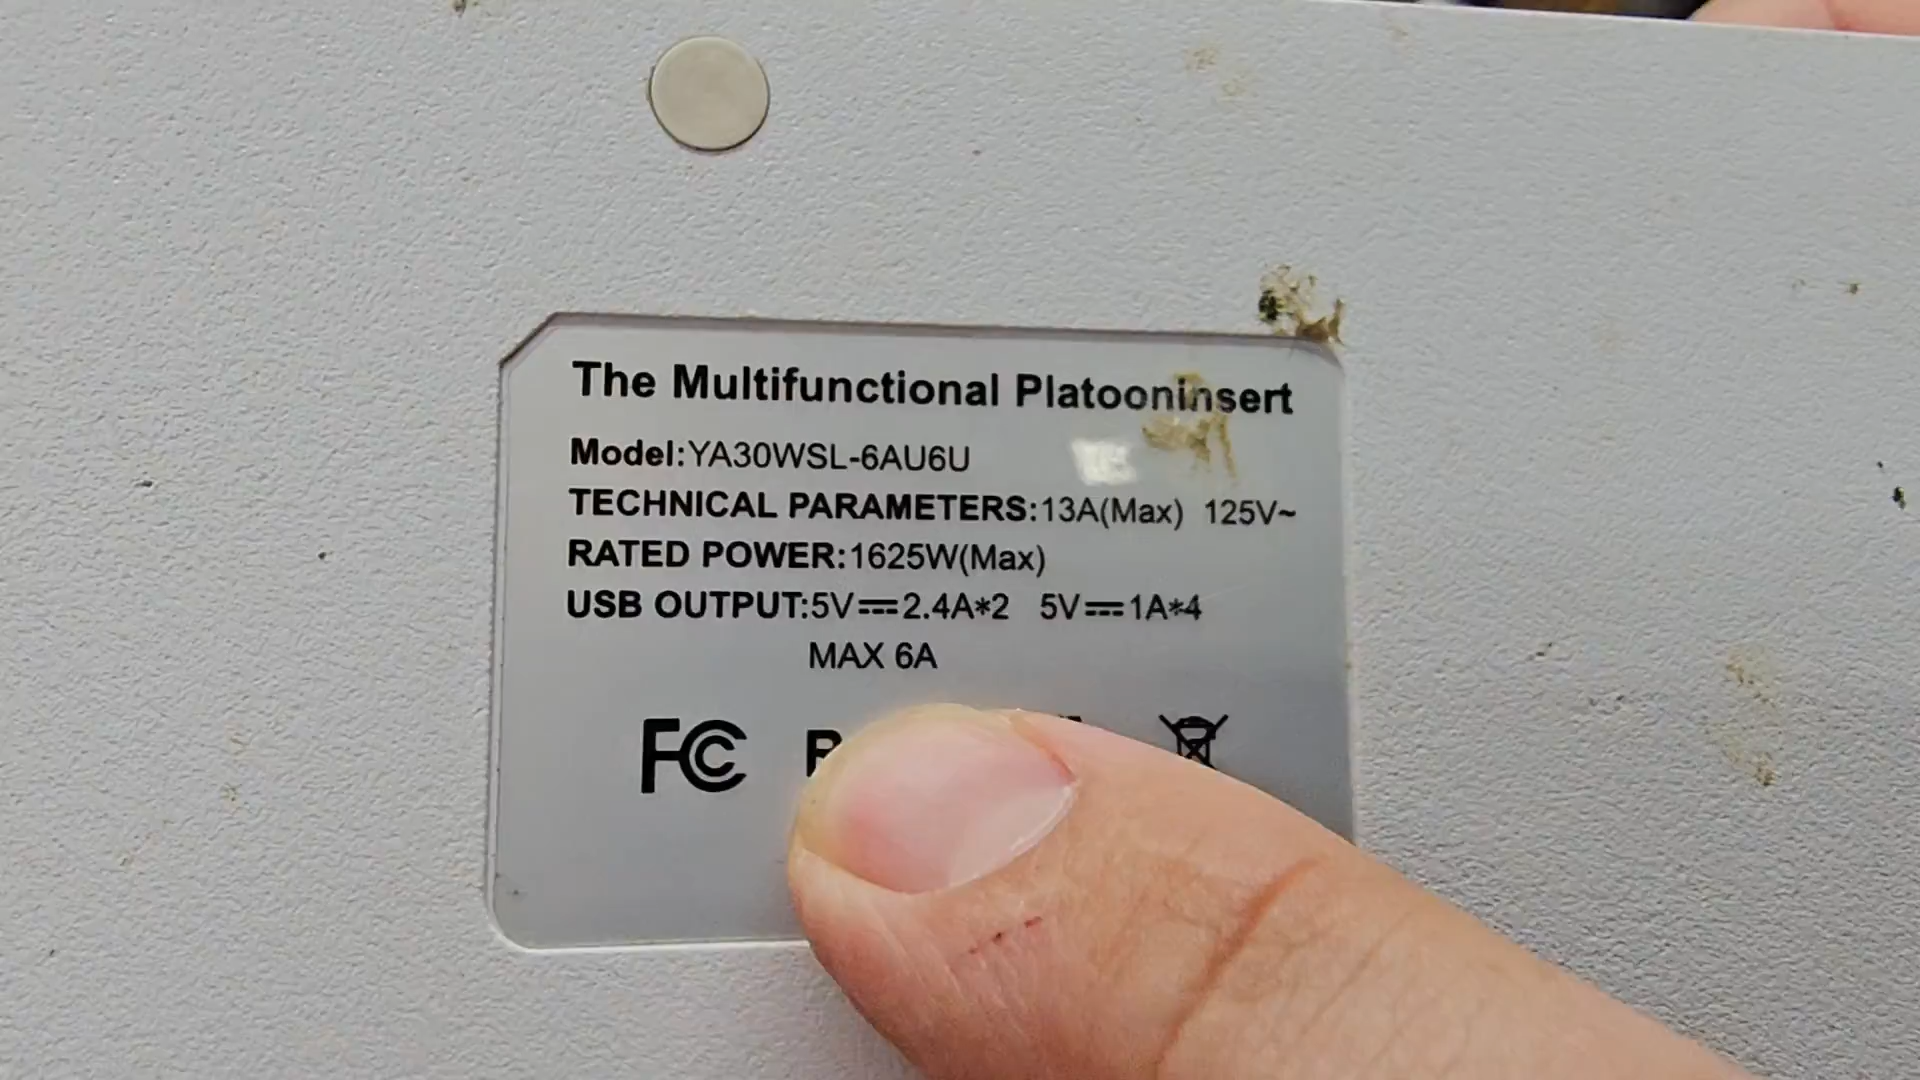 The Multifunctional Platooninsert
Model:YA30WSL-6AU6U
TECHNICAL PARAMETERS:13A(Max) 125V~
RATED POWER:1625W(Max)
USB OUTPUT:5V⎓2.4A*2 5V⎓1A*4
MAX 6A
FC